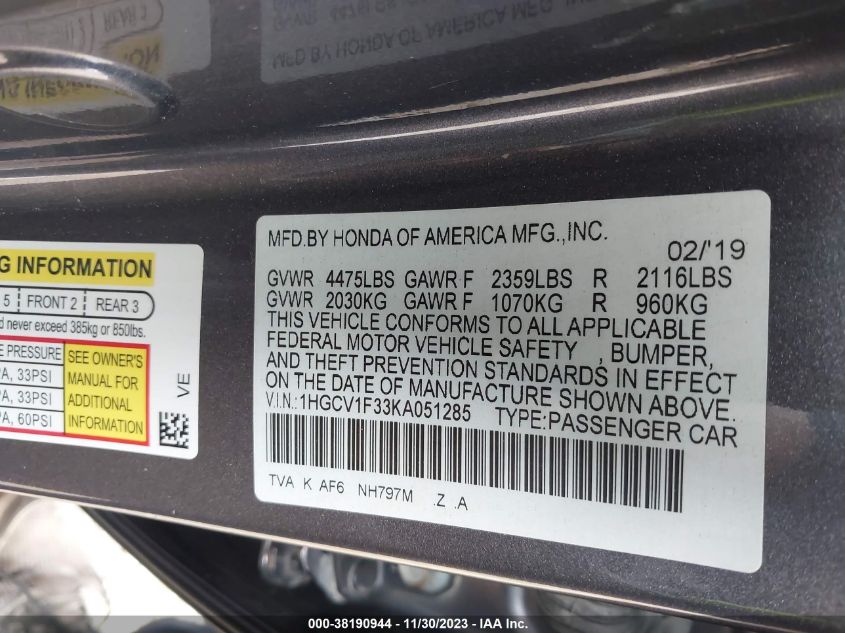 MFD.BY HONDA OF AMERICA MFG.,INC.
02/'19
GVWR 4475LBS GAWR F 2359LBS R 2116LBS
GVWR 2030KG GAWR F 1070KG R 960KG
THIS VEHICLE CONFORMS TO ALL APPLICABLE
FEDERAL MOTOR VEHICLE SAFETY , BUMPER,
AND THEFT PREVENTION STANDARDS IN EFFECT
ON THE DATE OF MANUFACTURE SHOWN ABOVE.
V.I.N.:1HGCV1F33KA051285 TYPE:PASSENGER CAR
TVA K AF6 NH797M .Z .A
G INFORMATION
5 FRONT 2 REAR 3
d never exceed 385kg or 850lbs.
E PRESSURE
PA, 33PSI
PA, 33PSI
PA, 60PSI
SEE OWNER'S
MANUAL FOR
ADDITIONAL
INFORMATION
VE
000-38190944 - 11/30/2023 - IAA Inc.